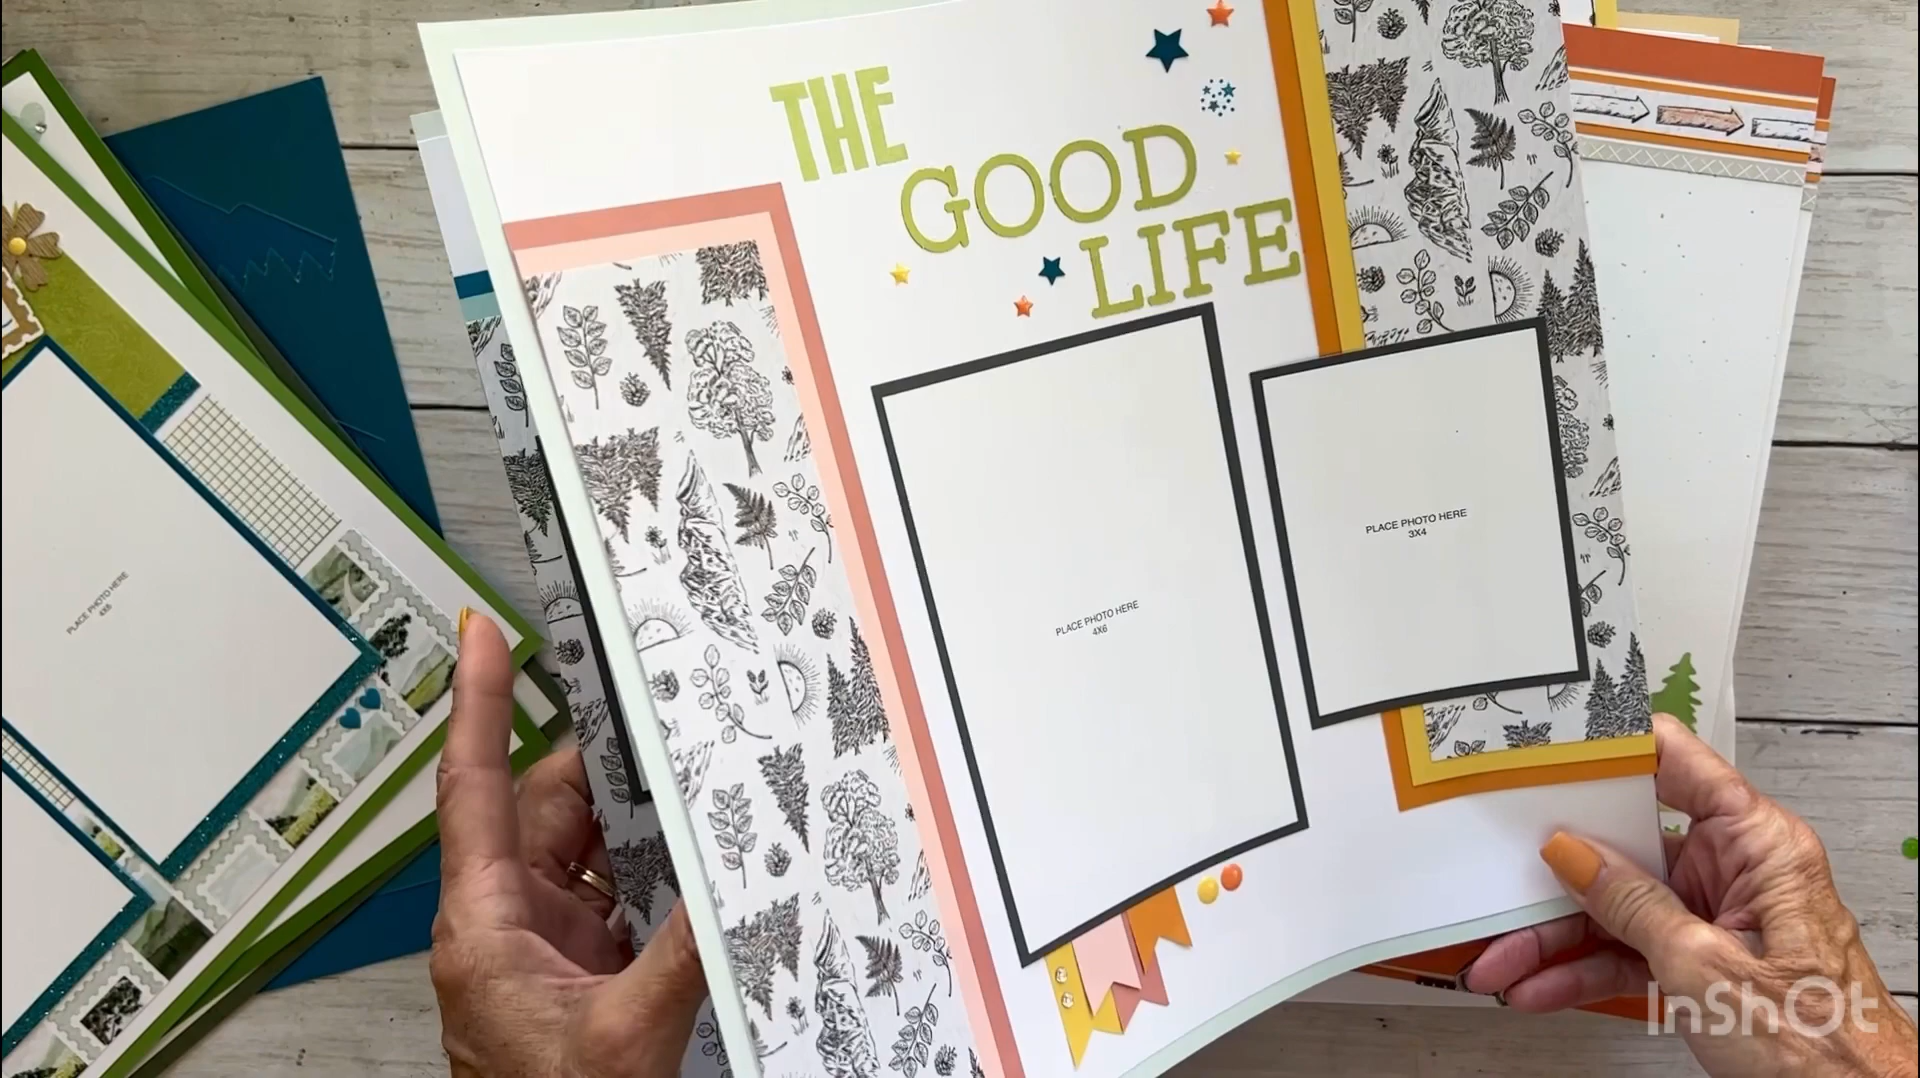 THE
GOOD
LIFE
PLACE PHOTO HERE
3X4
PLACE PHOTO HERE
4X6
PLACE PHOTO HERE
4X6
InShOt